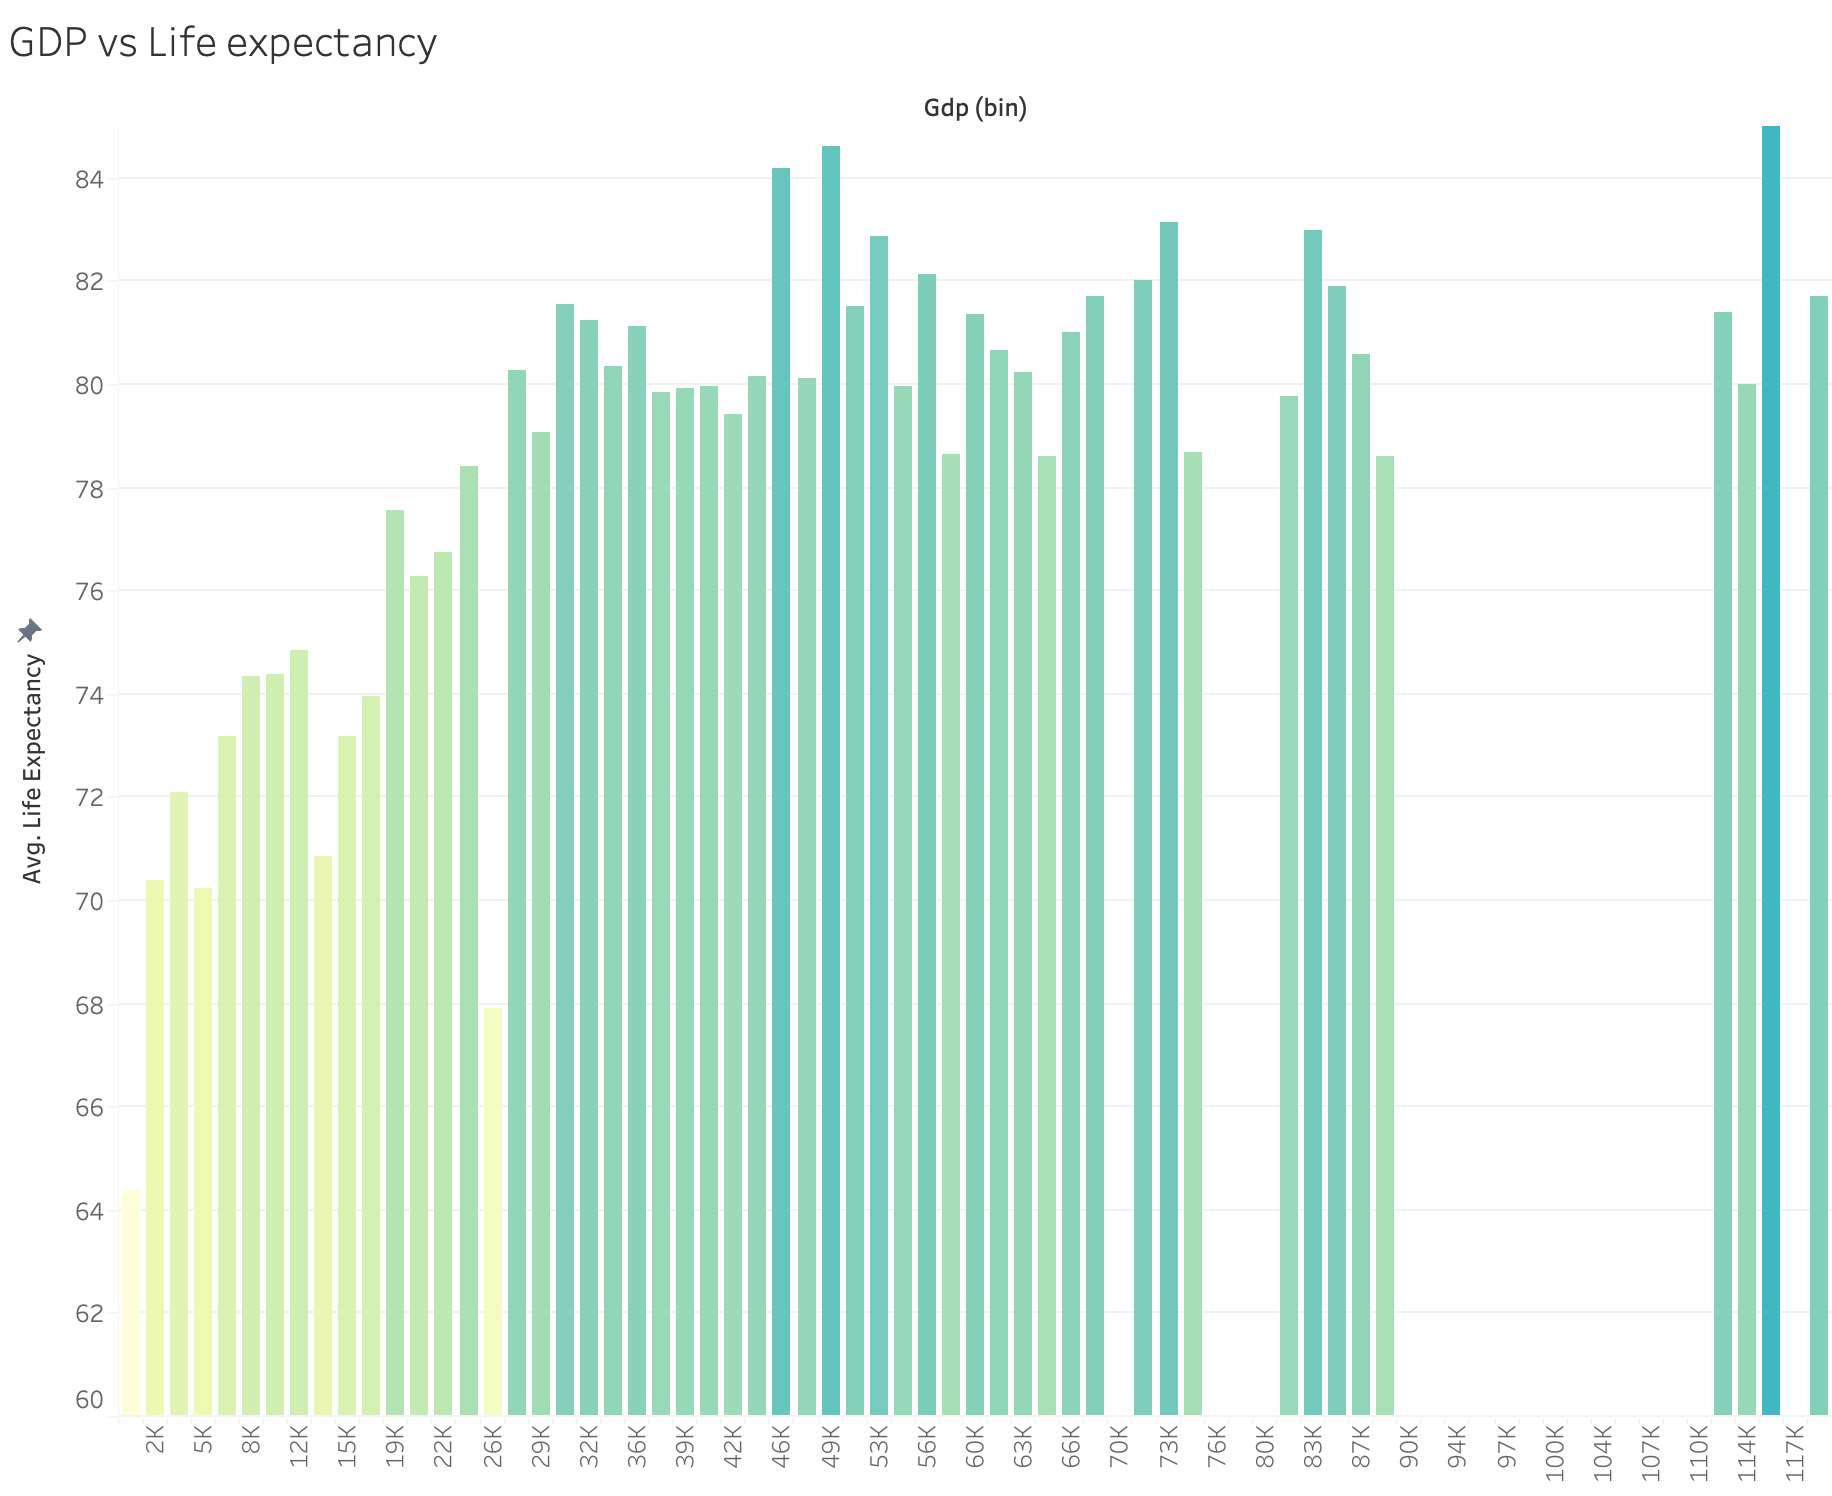 GDP vs Life expectancy
Gdp (bin)
84
82
80
78
76
74
72
70
68
66
64
62
60
Avg. Life Expectancy
2K
5K
8K
12K
15K
19K
22K
26K
29K
32K
36K
39K
42K
46K
49K
53K
56K
60K
63K
66K
70K
73K
76K
80K
83K
87K
90K
94K
97K
100K
104K
107K
110K
114K
117K